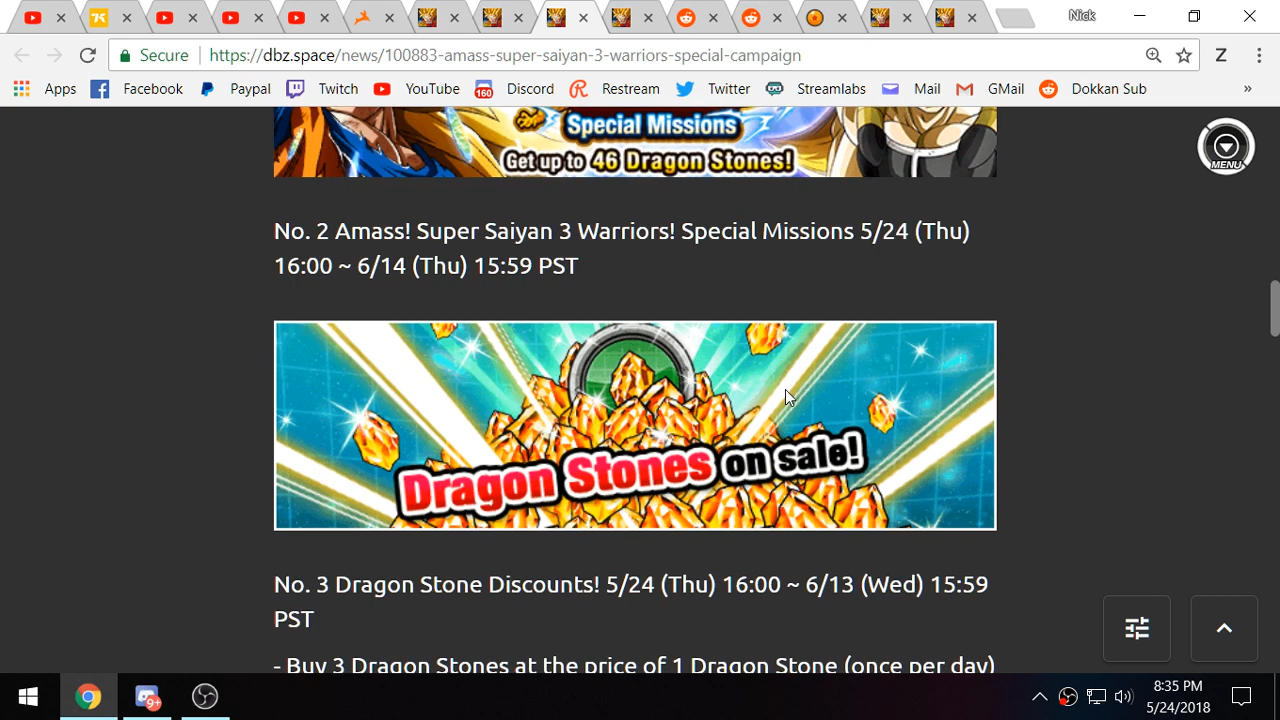 Nick
Secure
https://dbz.space/news/100883-amass-super-saiyan-3-warriors-special-campaign
Z
Apps
Facebook
Paypal
Twitch
YouTube
160
Discord
Restream
Twitter
Streamlabs
Mail
GMail
Dokkan Sub
»
Special Missions
Get up to 46 Dragon Stones!
MENU
No. 2 Amass! Super Saiyan 3 Warriors! Special Missions 5/24 (Thu)
16:00 ~ 6/14 (Thu) 15:59 PST
Dragon Stones on sale!
No. 3 Dragon Stone Discounts! 5/24 (Thu) 16:00 ~ 6/13 (Wed) 15:59
PST
- Buy 3 Dragon Stones at the price of 1 Dragon Stone (once per day)
9+
8:35 PM
5/24/2018